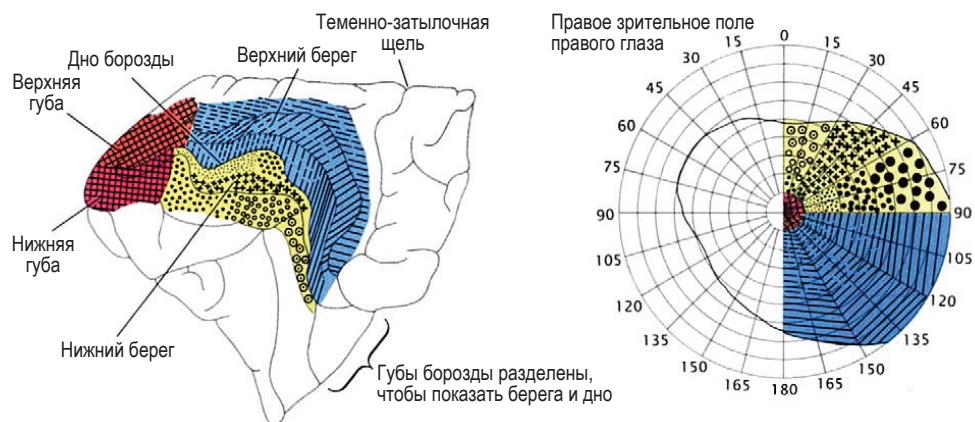 Теменно-затылочная
щель
Дно борозды
Верхний берег
Верхняя
губа
Нижняя
губа
Нижний берег
Губы борозды разделены,
чтобы показать берега и дно
Правое зрительное поле
правого глаза
0
15
15
30
30
45
45
60
60
75
75
90
90
105
105
120
120
135
135
150
150
165
165
180